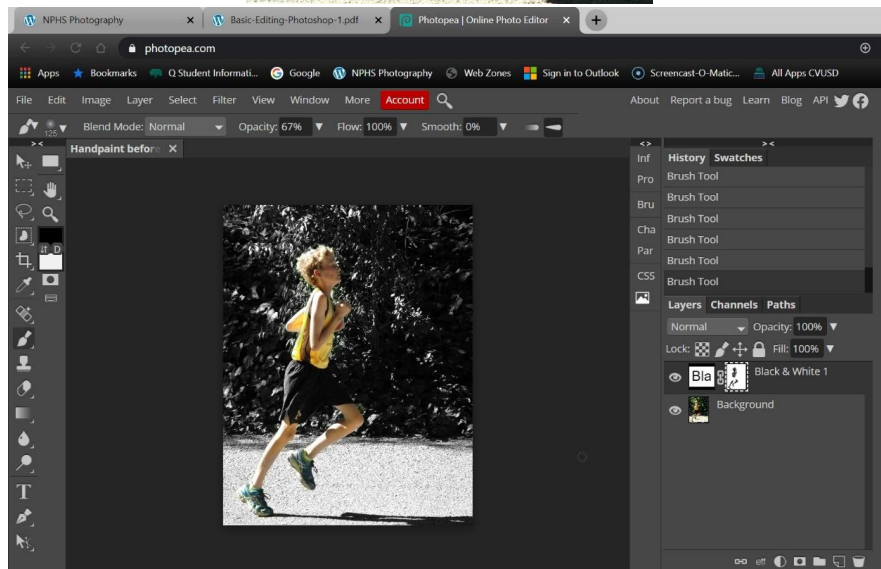 NPHS Photography
Basic-Editing-Photoshop-1.pdf
Photopea | Online Photo Editor
photopea.com
Apps Bookmarks Q Student Informati... Google NPHS Photography Web Zones Sign in to Outlook Screencast-O-Matic... All Apps CVUSD
File Edit Image Layer Select Filter View Window More Account About Report a bug Learn Blog API
125 Blend Mode: Normal Opacity: 67% Flow: 100% Smooth: 0%
Handpaint before
Inf
Pro
Bru
Cha
Par
CSS
D
T
History Swatches
Brush Tool
Brush Tool
Brush Tool
Brush Tool
Brush Tool
Brush Tool
Layers Channels Paths
Normal Opacity: 100%
Lock: Fill: 100%
Bla Black & White 1
Background
eff